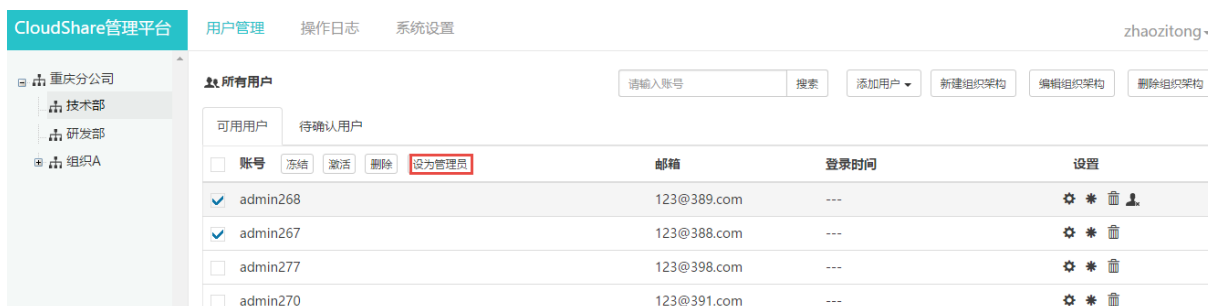 CloudShare管理平台 用户管理 操作日志 系统设置 zhaozitong
重庆分公司
技术部
研发部
组织A
所有用户 请输入账号 搜索 添加用户 新建组织架构 编辑组织架构 删除组织架构
可用用户 待确认用户
账号 冻结 激活 删除 设为管理员 邮箱 登录时间 设置
admin268 123@389.com ---
admin267 123@388.com ---
admin277 123@398.com ---
admin270 123@391.com ---